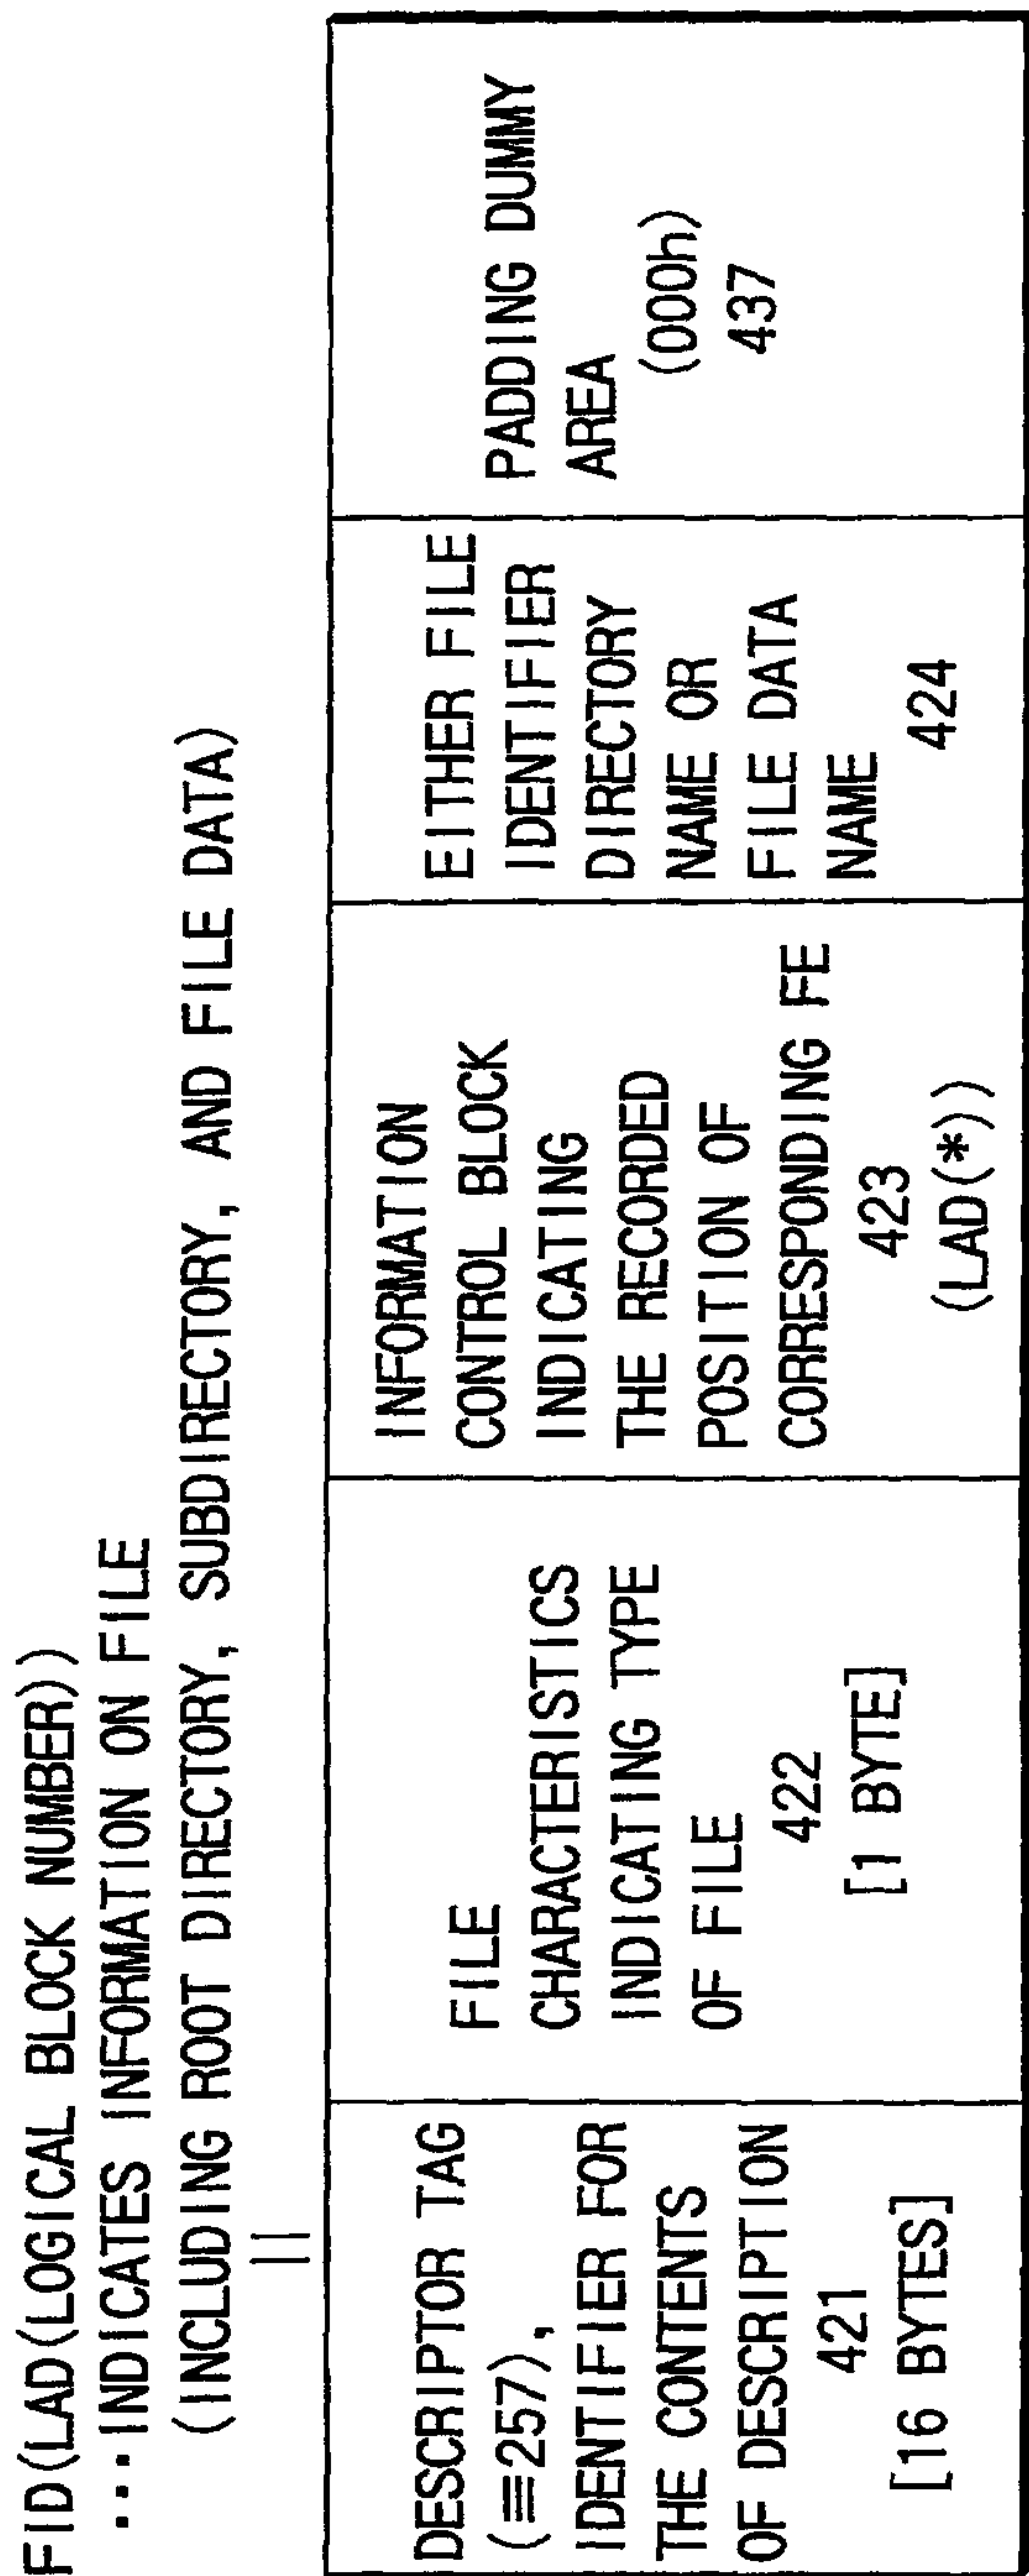 FID(LAD(LOGICAL BLOCK NUMBER))
···INDICATES INFORMATION ON FILE
(INCLUDING ROOT DIRECTORY, SUBDIRECTORY, AND FILE DATA)
||
DESCRIPTOR TAG
(≡257),
IDENTIFIER FOR
THE CONTENTS
OF DESCRIPTION
421
[16 BYTES]
FILE
CHARACTERISTICS
INDICATING TYPE
OF FILE
422
[1 BYTE]
INFORMATION
CONTROL BLOCK
INDICATING
THE RECORDED
POSITION OF
CORRESPONDING FE
423
(LAD(*))
EITHER FILE
IDENTIFIER
DIRECTORY
NAME OR
FILE DATA
NAME
424
PADDING DUMMY
AREA
(000h)
437